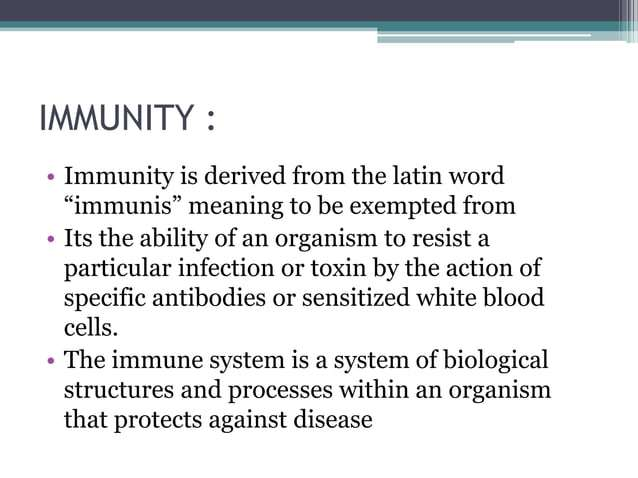 IMMUNITY :
• Immunity is derived from the latin word
“immunis” meaning to be exempted from
• Its the ability of an organism to resist a
particular infection or toxin by the action of
specific antibodies or sensitized white blood
cells.
• The immune system is a system of biological
structures and processes within an organism
that protects against disease